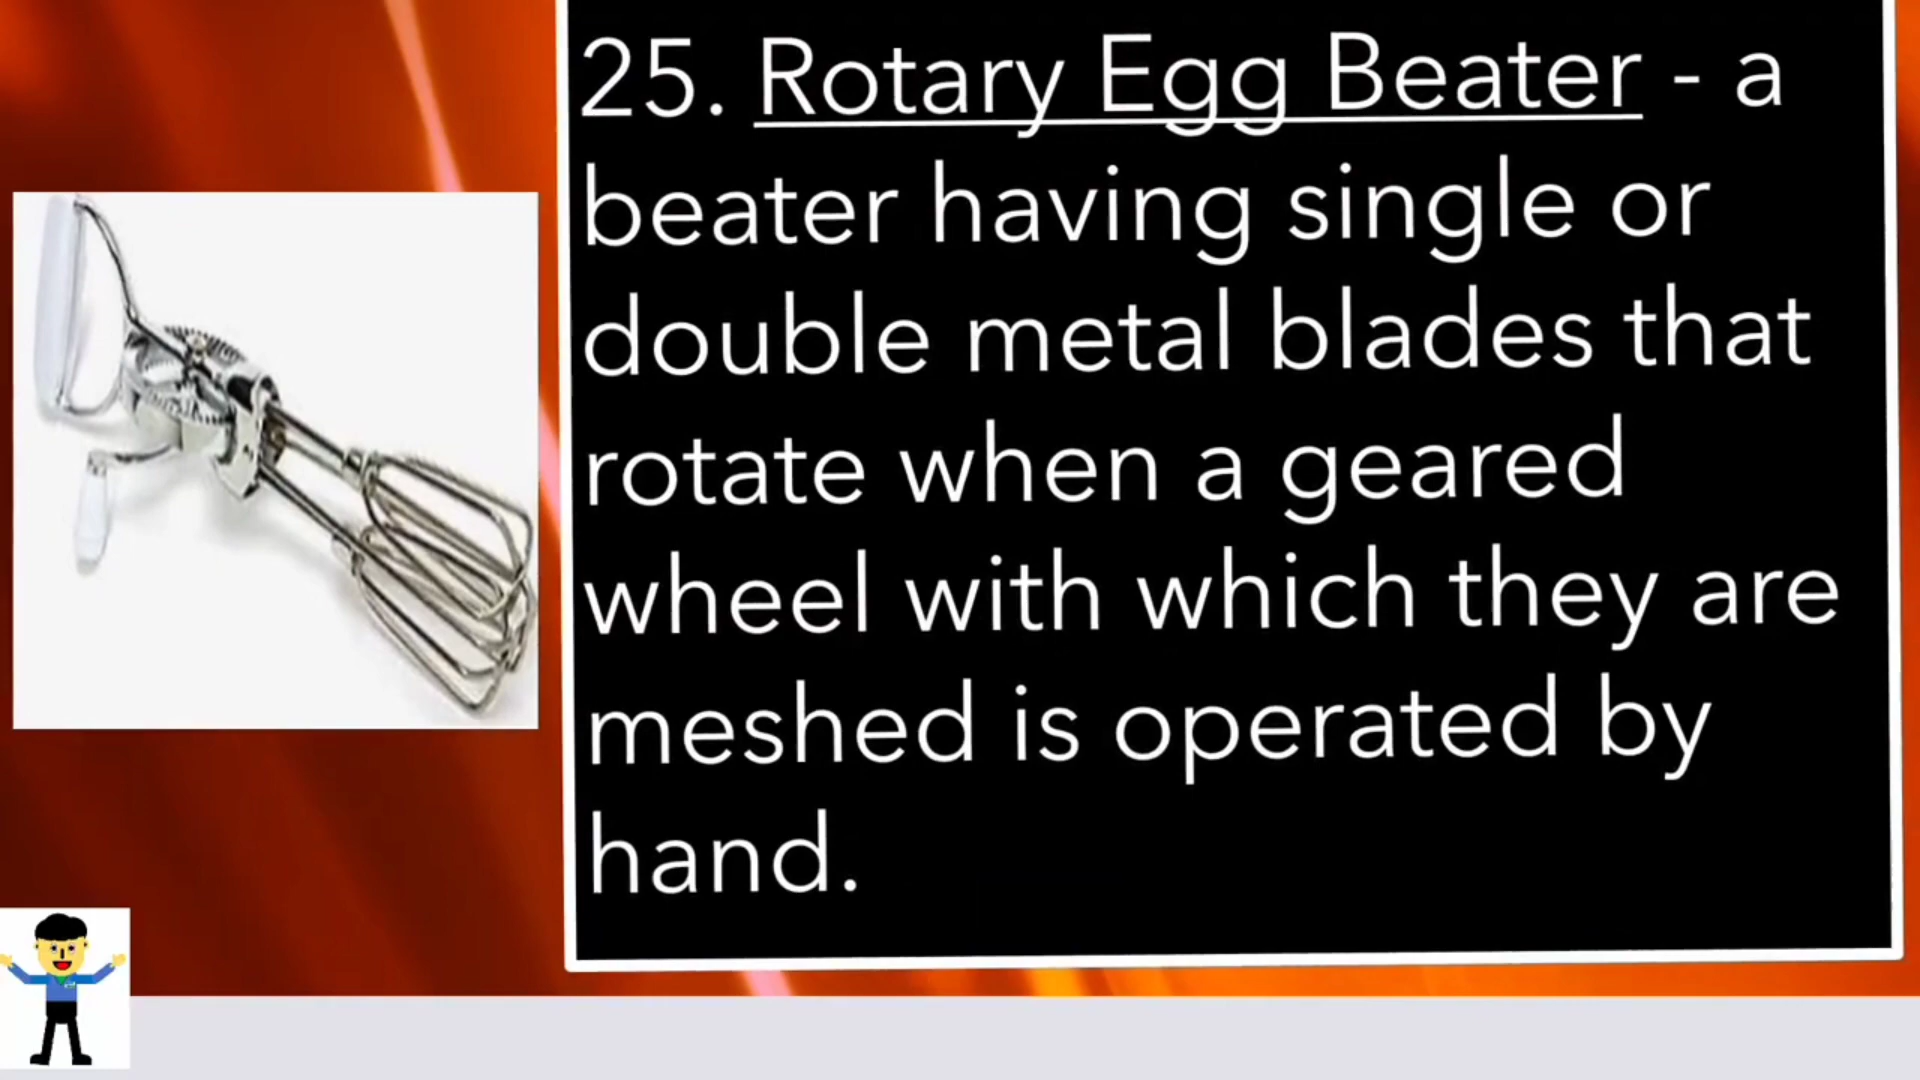 25. Rotary Egg Beater - a
beater having single or
double metal blades that
rotate when a geared
wheel with which they are
meshed is operated by
hand.